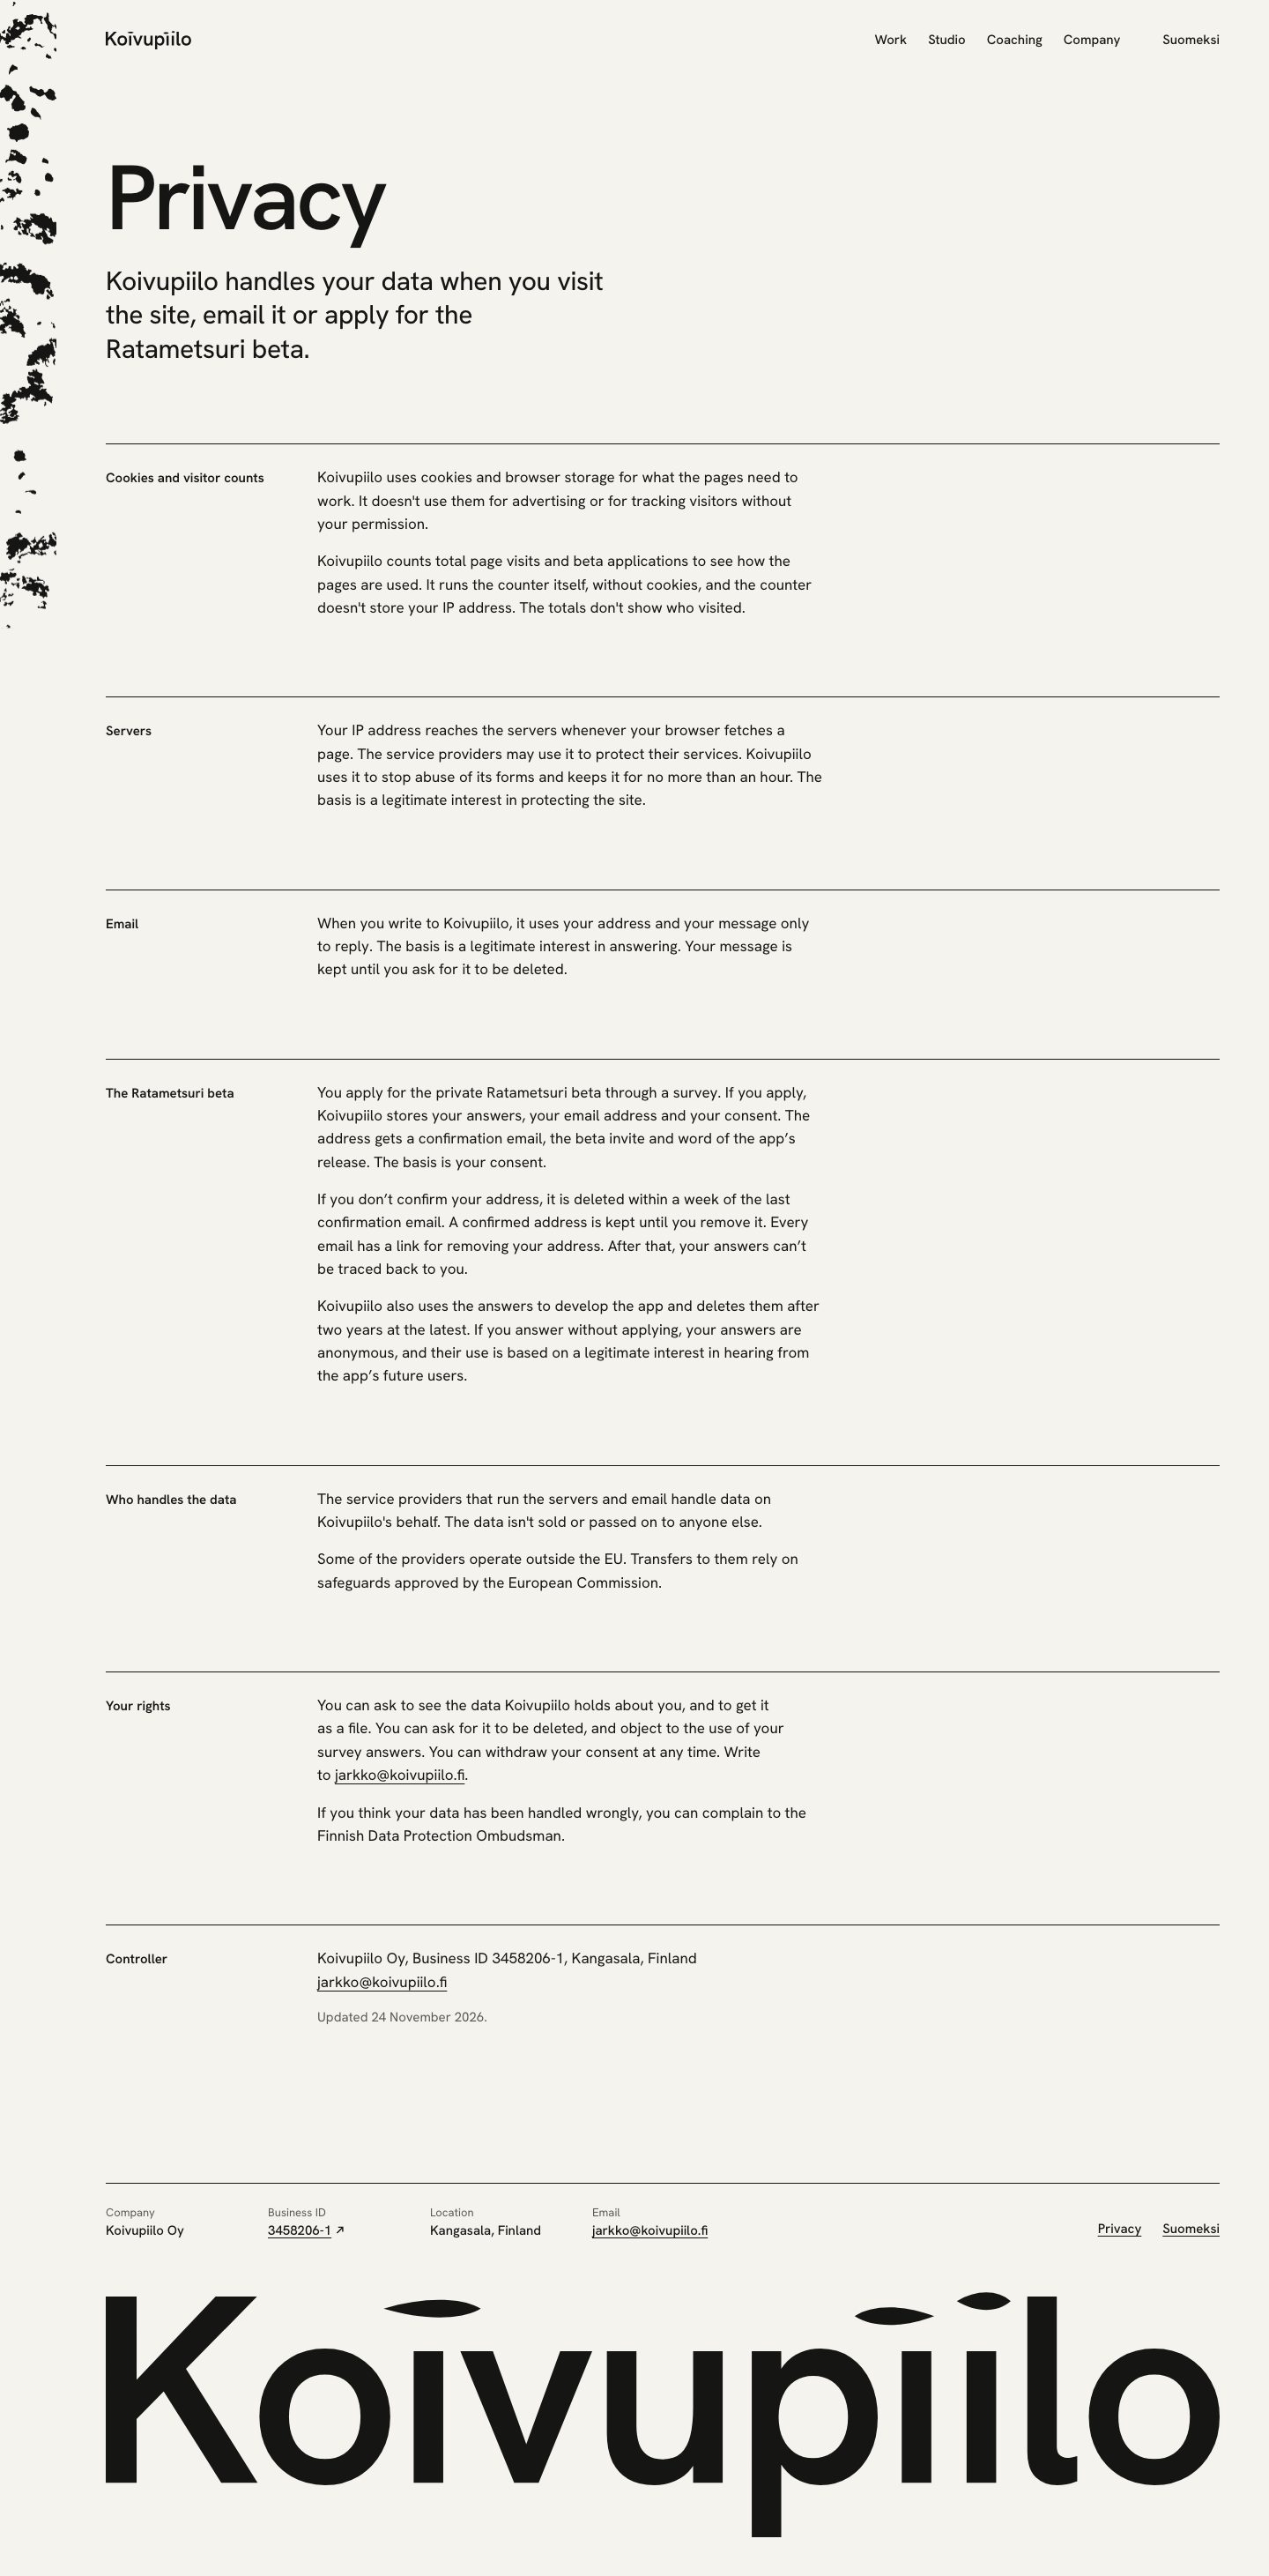 Koivupiilo
Work Studio Coaching Company Suomeksi
Privacy
Koivupiilo handles your data when you visit
the site, email it or apply for the
Ratametsuri beta.
Cookies and visitor counts
Koivupiilo uses cookies and browser storage for what the pages need to
work. It doesn't use them for advertising or for tracking visitors without
your permission.
Koivupiilo counts total page visits and beta applications to see how the
pages are used. It runs the counter itself, without cookies, and the counter
doesn't store your IP address. The totals don't show who visited.
Servers
Your IP address reaches the servers whenever your browser fetches a
page. The service providers may use it to protect their services. Koivupiilo
uses it to stop abuse of its forms and keeps it for no more than an hour. The
basis is a legitimate interest in protecting the site.
Email
When you write to Koivupiilo, it uses your address and your message only
to reply. The basis is a legitimate interest in answering. Your message is
kept until you ask for it to be deleted.
The Ratametsuri beta
You apply for the private Ratametsuri beta through a survey. If you apply,
Koivupiilo stores your answers, your email address and your consent. The
address gets a confirmation email, the beta invite and word of the app’s
release. The basis is your consent.
If you don’t confirm your address, it is deleted within a week of the last
confirmation email. A confirmed address is kept until you remove it. Every
email has a link for removing your address. After that, your answers can’t
be traced back to you.
Koivupiilo also uses the answers to develop the app and deletes them after
two years at the latest. If you answer without applying, your answers are
anonymous, and their use is based on a legitimate interest in hearing from
the app’s future users.
Who handles the data
The service providers that run the servers and email handle data on
Koivupiilo's behalf. The data isn't sold or passed on to anyone else.
Some of the providers operate outside the EU. Transfers to them rely on
safeguards approved by the European Commission.
Your rights
You can ask to see the data Koivupiilo holds about you, and to get it
as a file. You can ask for it to be deleted, and object to the use of your
survey answers. You can withdraw your consent at any time. Write
to jarkko@koivupiilo.fi.
If you think your data has been handled wrongly, you can complain to the
Finnish Data Protection Ombudsman.
Controller
Koivupiilo Oy, Business ID 3458206-1, Kangasala, Finland
jarkko@koivupiilo.fi
Updated 24 November 2026.
Company
Koivupiilo Oy
Business ID
3458206-1 ↗
Location
Kangasala, Finland
Email
jarkko@koivupiilo.fi
Privacy Suomeksi
Koivupiilo